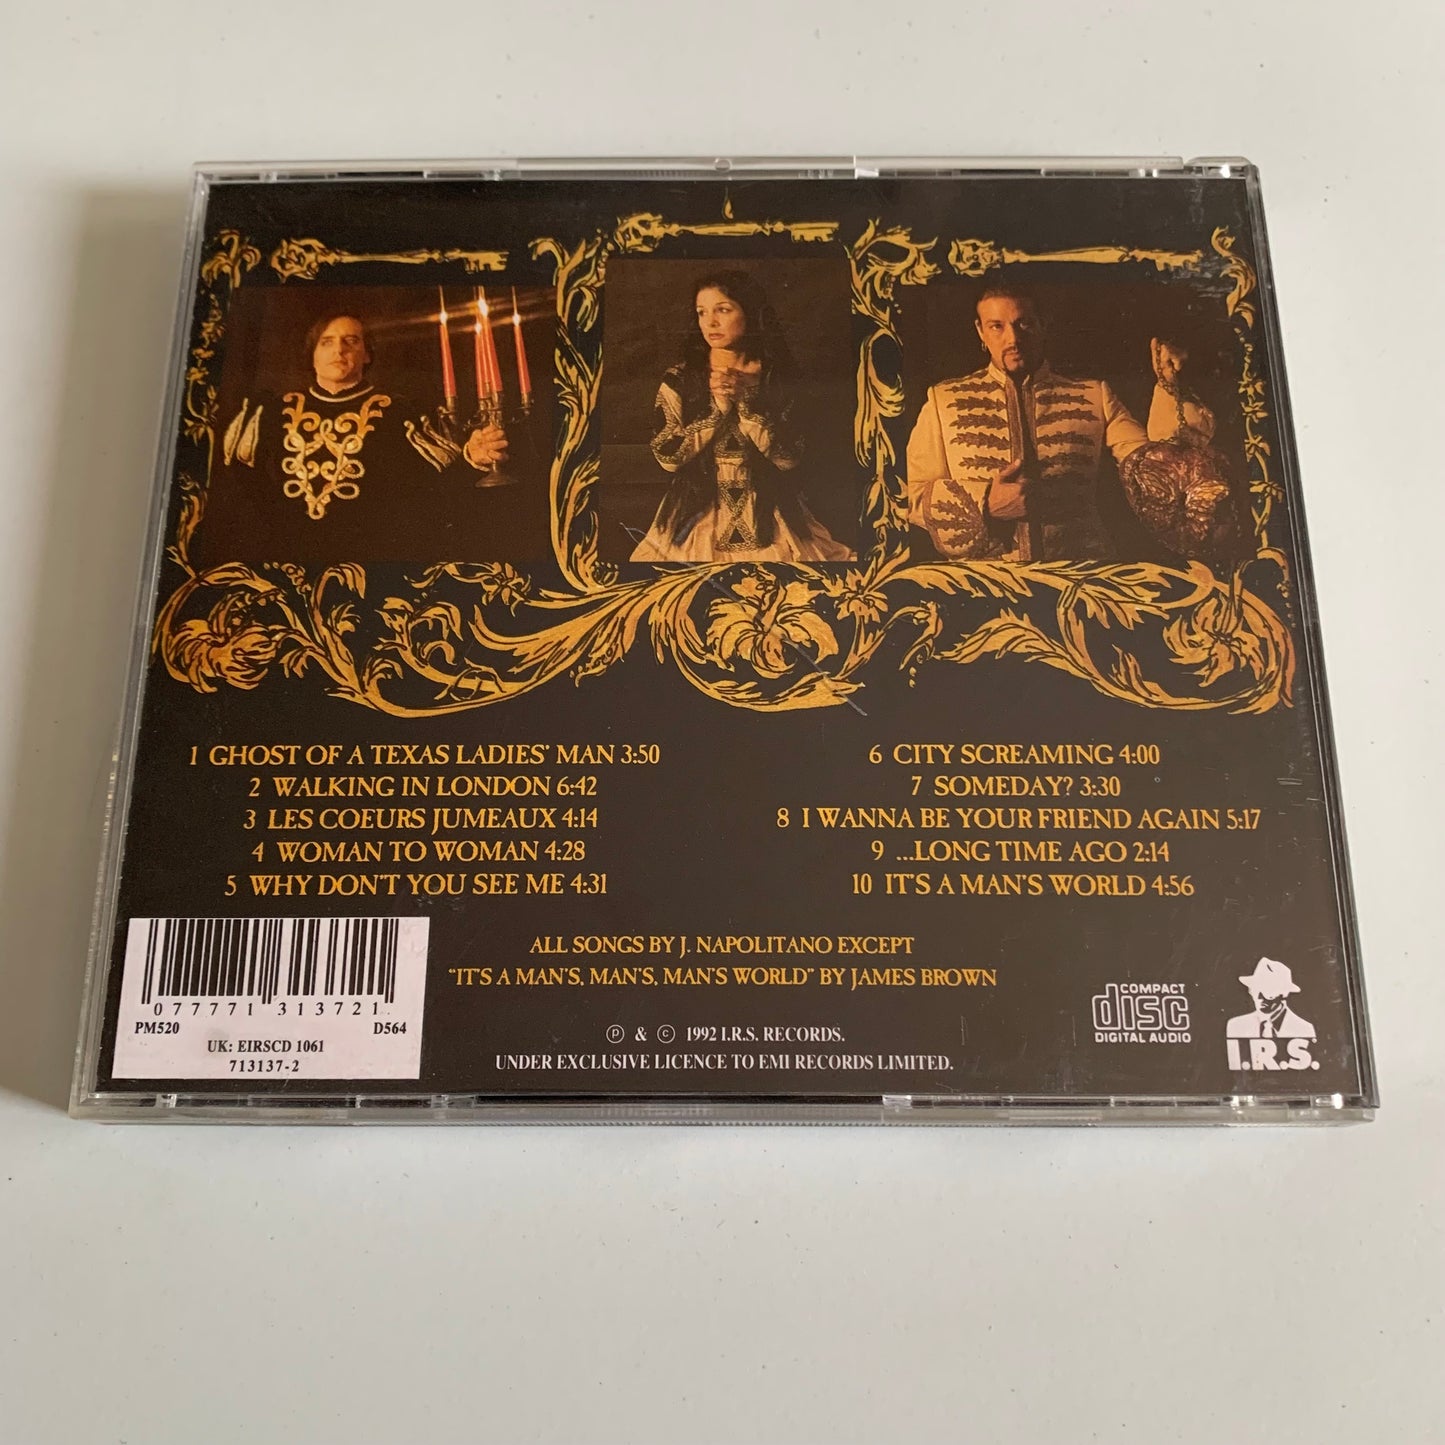 1 GHOST OF A TEXAS LADIES' MAN 3:50
2 WALKING IN LONDON 6:42
3 LES COEURS JUMEAUX 4:14
4 WOMAN TO WOMAN 4:28
5 WHY DON'T YOU SEE ME 4:31
6 CITY SCREAMING 4:00
7 SOMEDAY? 3:30
8 I WANNA BE YOUR FRIEND AGAIN 5:17
9 ...LONG TIME AGO 2:14
10 IT'S A MAN'S WORLD 4:56
ALL SONGS BY J. NAPOLITANO EXCEPT
"IT'S A MAN'S, MAN'S, MAN'S WORLD" BY JAMES BROWN
℗ & © 1992 I.R.S. RECORDS.
UNDER EXCLUSIVE LICENCE TO EMI RECORDS LIMITED.
0 77771 31372 1
PM520 D564
UK: EIRSCD 1061
713137-2
COMPACT
disc
DIGITAL AUDIO
I.R.S.